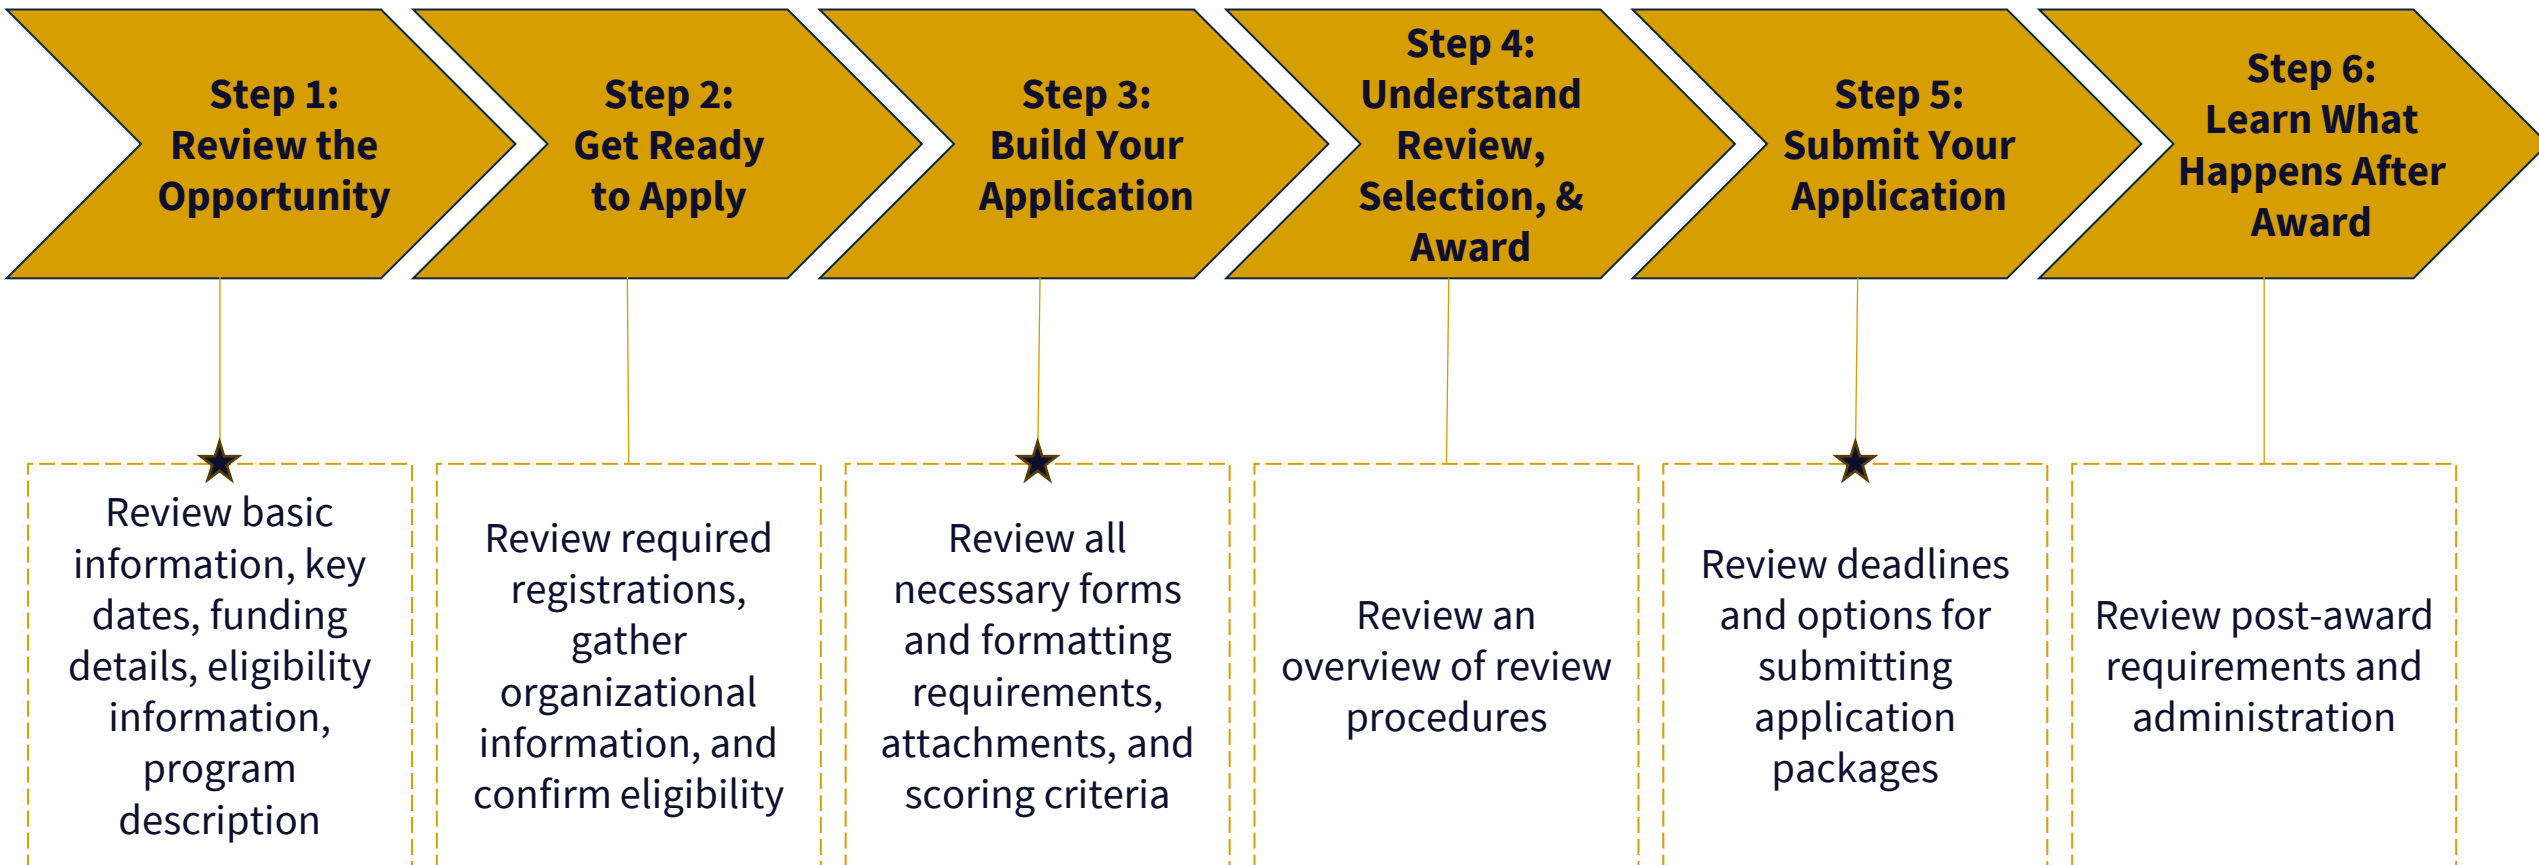 Step 1:
Review the
Opportunity
Step 2:
Get Ready
to Apply
Step 3:
Build Your
Application
Step 4:
Understand
Review,
Selection, &
Award
Step 5:
Submit Your
Application
Step 6:
Learn What
Happens After
Award
Review basic
information, key
dates, funding
details, eligibility
information,
program
description
Review required
registrations,
gather
organizational
information, and
confirm eligibility
Review all
necessary forms
and formatting
requirements,
attachments, and
scoring criteria
Review an
overview of review
procedures
Review deadlines
and options for
submitting
application
packages
Review post-award
requirements and
administration